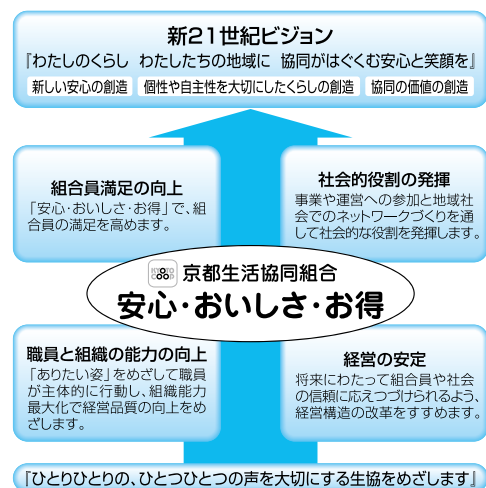 新21世紀ビジョン
『わたしのくらし わたしたちの地域に 協同がはぐくむ安心と笑顔を』
新しい安心の創造 個性や自主性を大切にしたくらしの創造 協同の価値の創造
組合員満足の向上
「安心・おいしさ・お得」で、組
合員の満足を高めます。
社会的役割の発揮
事業や運営への参加と地域社
会でのネットワークづくりを通
して社会的な役割を発揮します。
KYOTO
COOP
京都生活協同組合
安心・おいしさ・お得
職員と組織の能力の向上
「ありたい姿」をめざして職員
が主体的に行動し、組織能力
最大化で経営品質の向上をめ
ざします。
経営の安定
将来にわたって組合員や社会
の信頼に応えつづけられるよう、
経営構造の改革をすすめます。
『ひとりひとりの、ひとつひとつの声を大切にする生協をめざします』